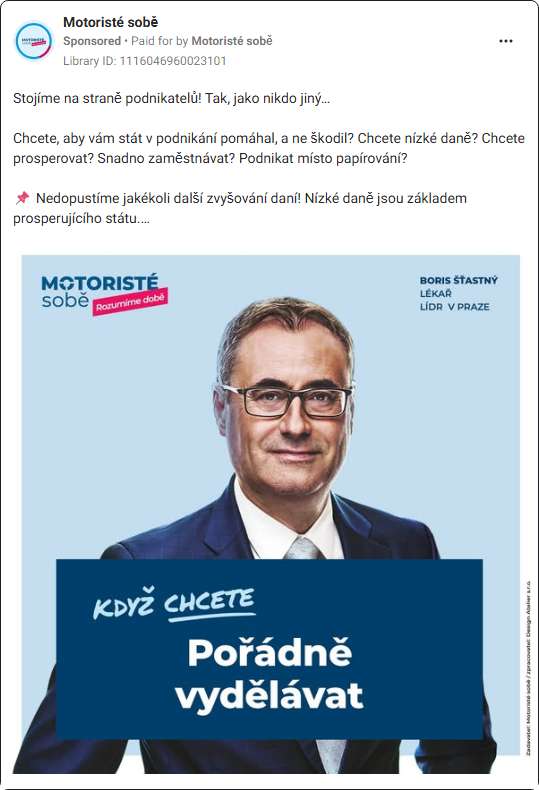 Motoristé sobě
Sponsored • Paid for by Motoristé sobě
Library ID: 1116046960023101
Stojíme na straně podnikatelů! Tak, jako nikdo jiný…
Chcete, aby vám stát v podnikání pomáhal, a ne škodil? Chcete nízké daně? Chcete
prosperovat? Snadno zaměstnávat? Podnikat místo papírování?
📌 Nedopustíme jakékoli další zvyšování daní! Nízké daně jsou základem
prosperujícího státu.…
MOTORISTÉ
sobě
Rozumíme době
BORIS ŠŤASTNÝ
LÉKAŘ
LÍDR V PRAZE
KDYŽ CHCETE
Pořádně
vydělávat
Zadavatel: Motoristé sobě / zpracovatel: Design Atelier s.r.o.